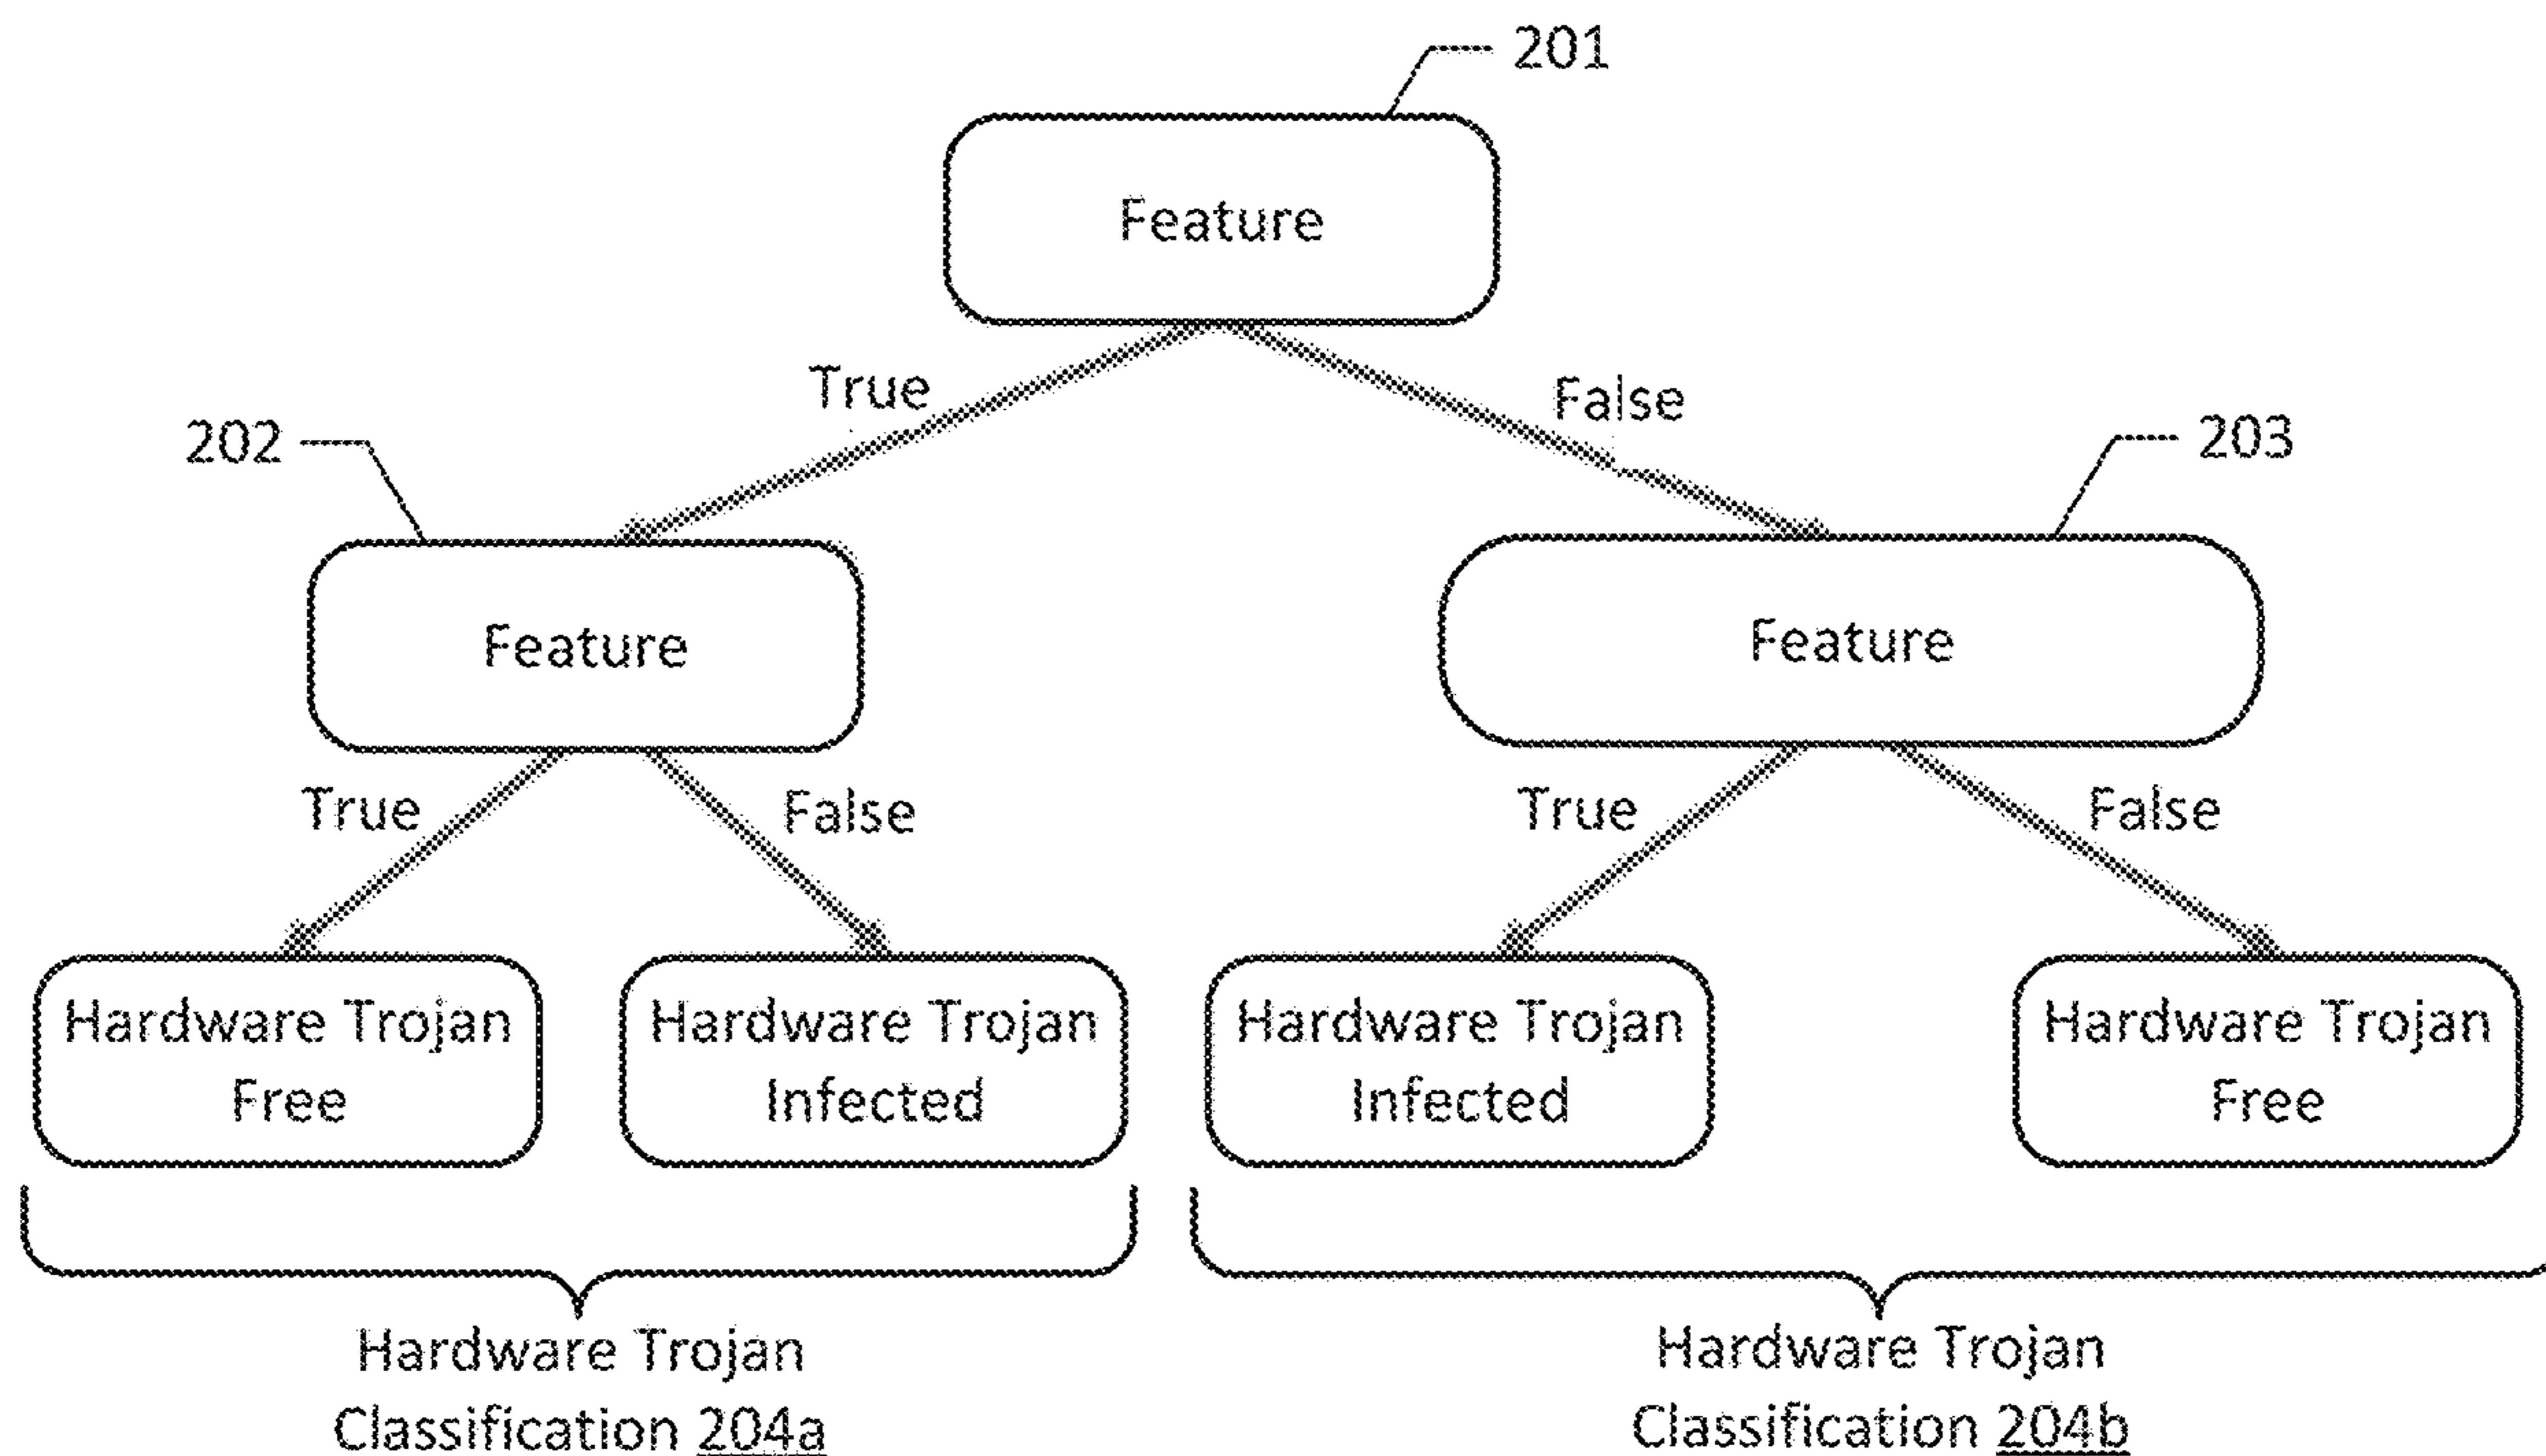 201
Feature
True
False
202
203
Feature
Feature
True
False
True
False
Hardware Trojan
Free
Hardware Trojan
Infected
Hardware Trojan
Infected
Hardware Trojan
Free
Hardware Trojan
Classification 204a
Hardware Trojan
Classification 204b